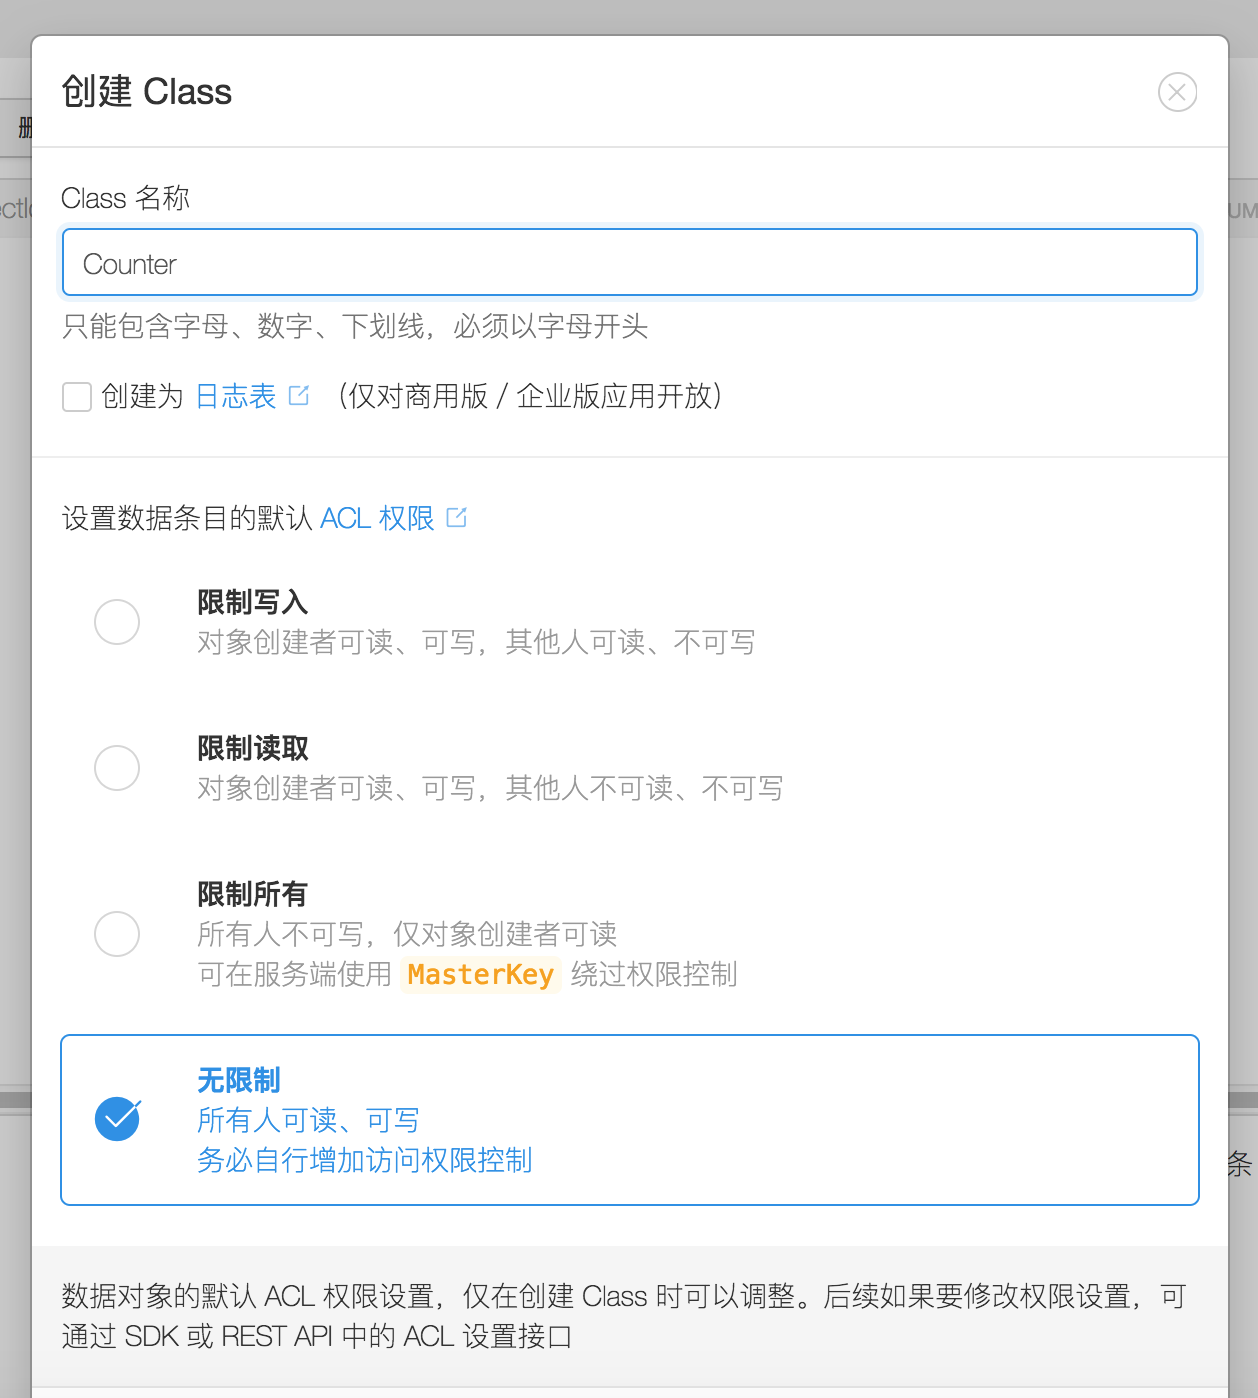 创建 Class
删
Class 名称
Counter
只能包含字母、数字、下划线，必须以字母开头
创建为 日志表 （仅对商用版 / 企业版应用开放）
设置数据条目的默认 ACL 权限
限制写入
对象创建者可读、可写，其他人可读、不可写
限制读取
对象创建者可读、可写，其他人不可读、不可写
限制所有
所有人不可写，仅对象创建者可读
可在服务端使用 MasterKey 绕过权限控制
无限制
所有人可读、可写
务必自行增加访问权限控制
条
数据对象的默认 ACL 权限设置，仅在创建 Class 时可以调整。后续如果要修改权限设置，可
通过 SDK 或 REST API 中的 ACL 设置接口